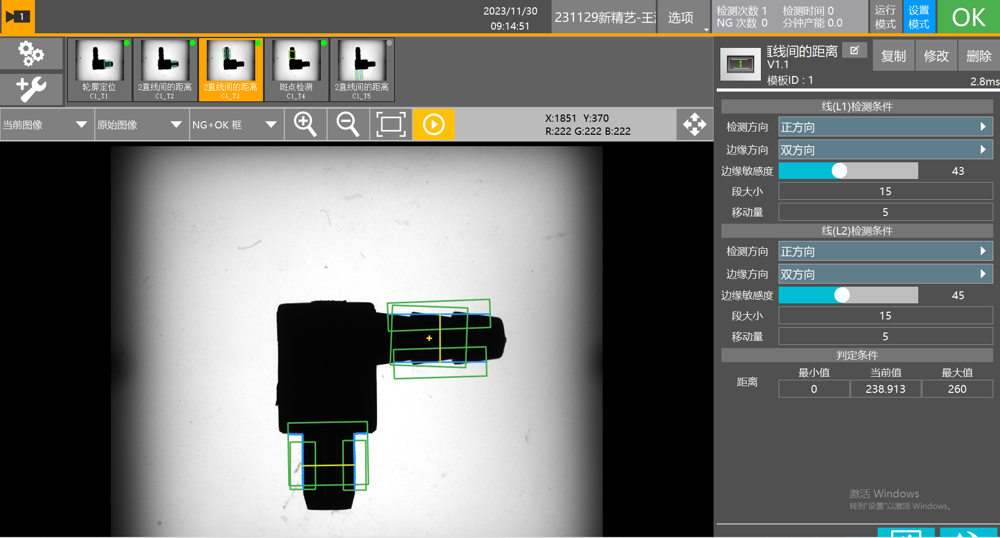 1
2023/11/30
09:14:51
231129新精艺-王
选项
检测次数 1
NG 次数 0
检测时间 0
分钟产能 0.0
运行
模式
设置
模式
OK
轮廓定位
C1_T1
2直线间的距离
C1_T2
2直线间的距离
C1_T3
斑点检测
C1_T4
2直线间的距离
C1_T5
直线间的距离
V1.1
模板ID : 1
复制
修改
删除
2.8ms
当前图像
原始图像
NG+OK 框
X:1851 Y:370
R:222 G:222 B:222
线(L1)检测条件
检测方向 正方向
边缘方向 双方向
边缘敏感度 43
段大小 15
移动量 5
线(L2)检测条件
检测方向 正方向
边缘方向 双方向
边缘敏感度 45
段大小 15
移动量 5
判定条件
最小值 当前值 最大值
距离 0 238.913 260
激活 Windows
转到"设置"以激活 Windows。